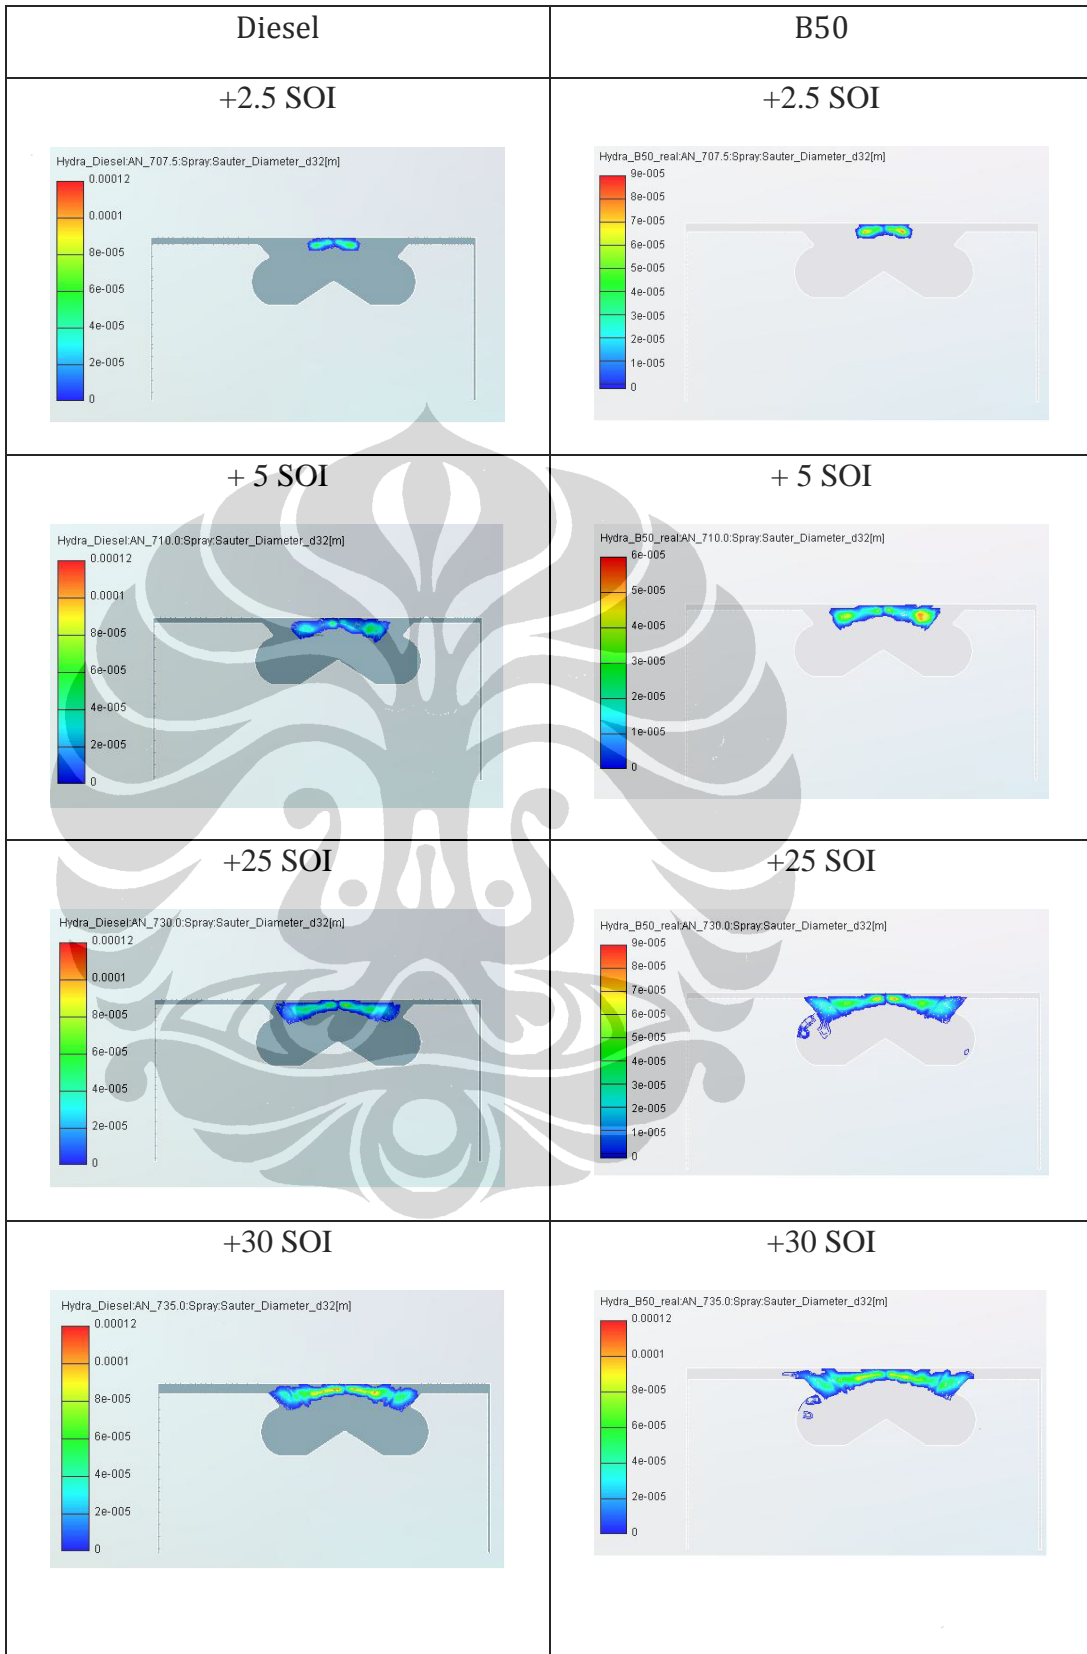 Diesel
B50
+2.5 SOI
+2.5 SOI
Hydra_Diesel:AN_707.5:Spray:Sauter_Diameter_d32[m]
0.00012
0.0001
8e-005
6e-005
4e-005
2e-005
0
Hydra_B50_real:AN_707.5:Spray:Sauter_Diameter_d32[m]
9e-005
8e-005
7e-005
6e-005
5e-005
4e-005
3e-005
2e-005
1e-005
0
+ 5 SOI
+ 5 SOI
Hydra_Diesel:AN_710.0:Spray:Sauter_Diameter_d32[m]
0.00012
0.0001
8e-005
6e-005
4e-005
2e-005
0
Hydra_B50_real:AN_710.0:Spray:Sauter_Diameter_d32[m]
6e-005
5e-005
4e-005
3e-005
2e-005
1e-005
0
+25 SOI
+25 SOI
Hydra_Diesel:AN_730.0:Spray:Sauter_Diameter_d32[m]
0.00012
0.0001
8e-005
6e-005
4e-005
2e-005
0
Hydra_B50_real:AN_730.0:Spray:Sauter_Diameter_d32[m]
9e-005
8e-005
7e-005
6e-005
5e-005
4e-005
3e-005
2e-005
1e-005
0
+30 SOI
+30 SOI
Hydra_Diesel:AN_735.0:Spray:Sauter_Diameter_d32[m]
0.00012
0.0001
8e-005
6e-005
4e-005
2e-005
0
Hydra_B50_real:AN_735.0:Spray:Sauter_Diameter_d32[m]
0.00012
0.0001
8e-005
6e-005
4e-005
2e-005
0